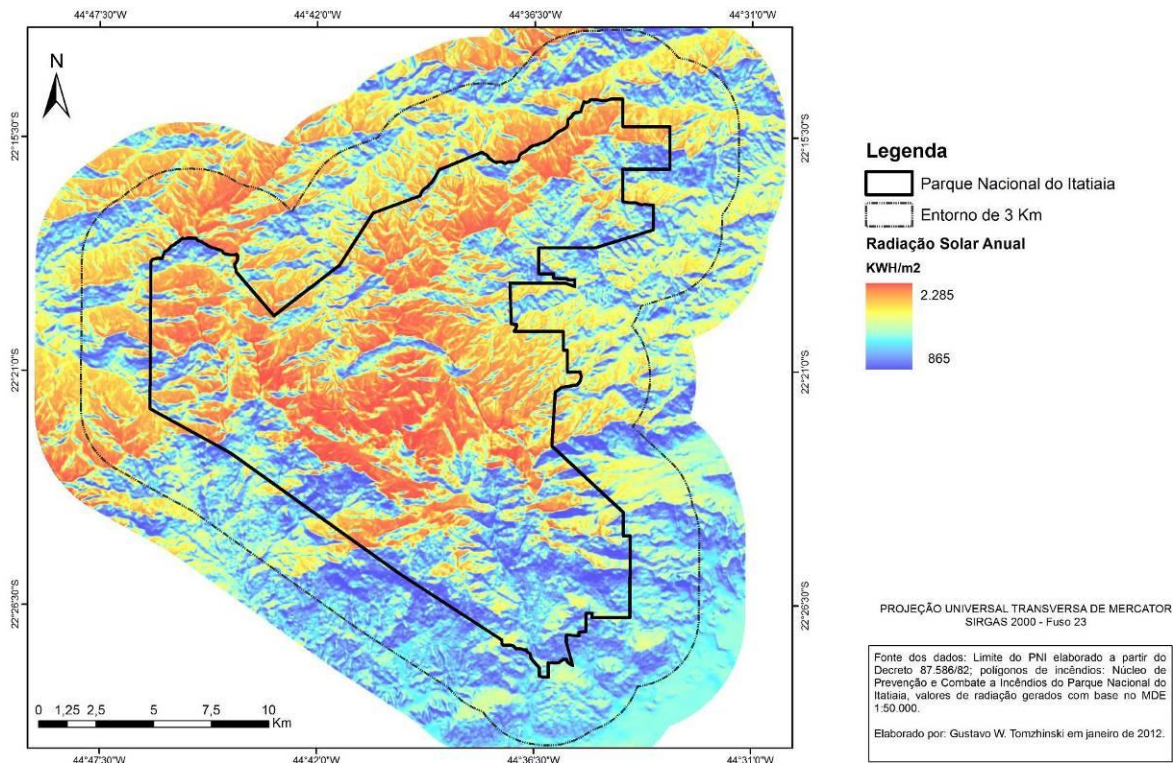 44°47'30"W 44°42'0"W 44°36'30"W 44°31'0"W
N
22°15'30"S 22°15'30"S
22°21'0"S 22°21'0"S
22°26'30"S 22°26'30"S
0 1,25 2,5 5 7,5 10
Km
44°47'30"W 44°42'0"W 44°36'30"W 44°31'0"W
Legenda
Parque Nacional do Itatiaia
Entorno de 3 Km
Radiação Solar Anual
KWH/m2
2.285
865
PROJEÇÃO UNIVERSAL TRANSVERSA DE MERCATOR
SIRGAS 2000 - Fuso 23
Fonte dos dados: Limite do PNI elaborado a partir do
Decreto 87.586/82; polígonos de incêndios: Núcleo de
Prevenção e Combate a Incêndios do Parque Nacional do
Itatiaia, valores de radiação gerados com base no MDE
1:50.000.
Elaborado por: Gustavo W. Tomzhinski em janeiro de 2012.